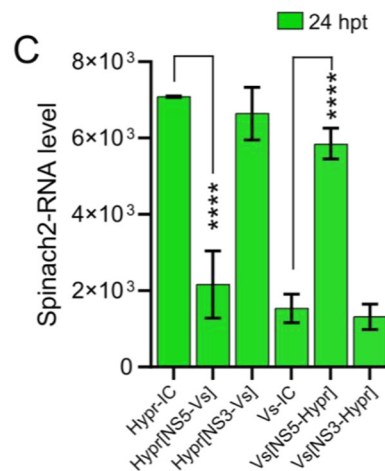 C
24 hpt
Spinach2-RNA level
8×10³
6×10³
4×10³
2×10³
0
****
****
Hypr-IC
Hypr[NS5-Vs]
Hypr[NS3-Vs]
Vs-IC
Vs[NS5-Hypr]
Vs[NS3-Hypr]